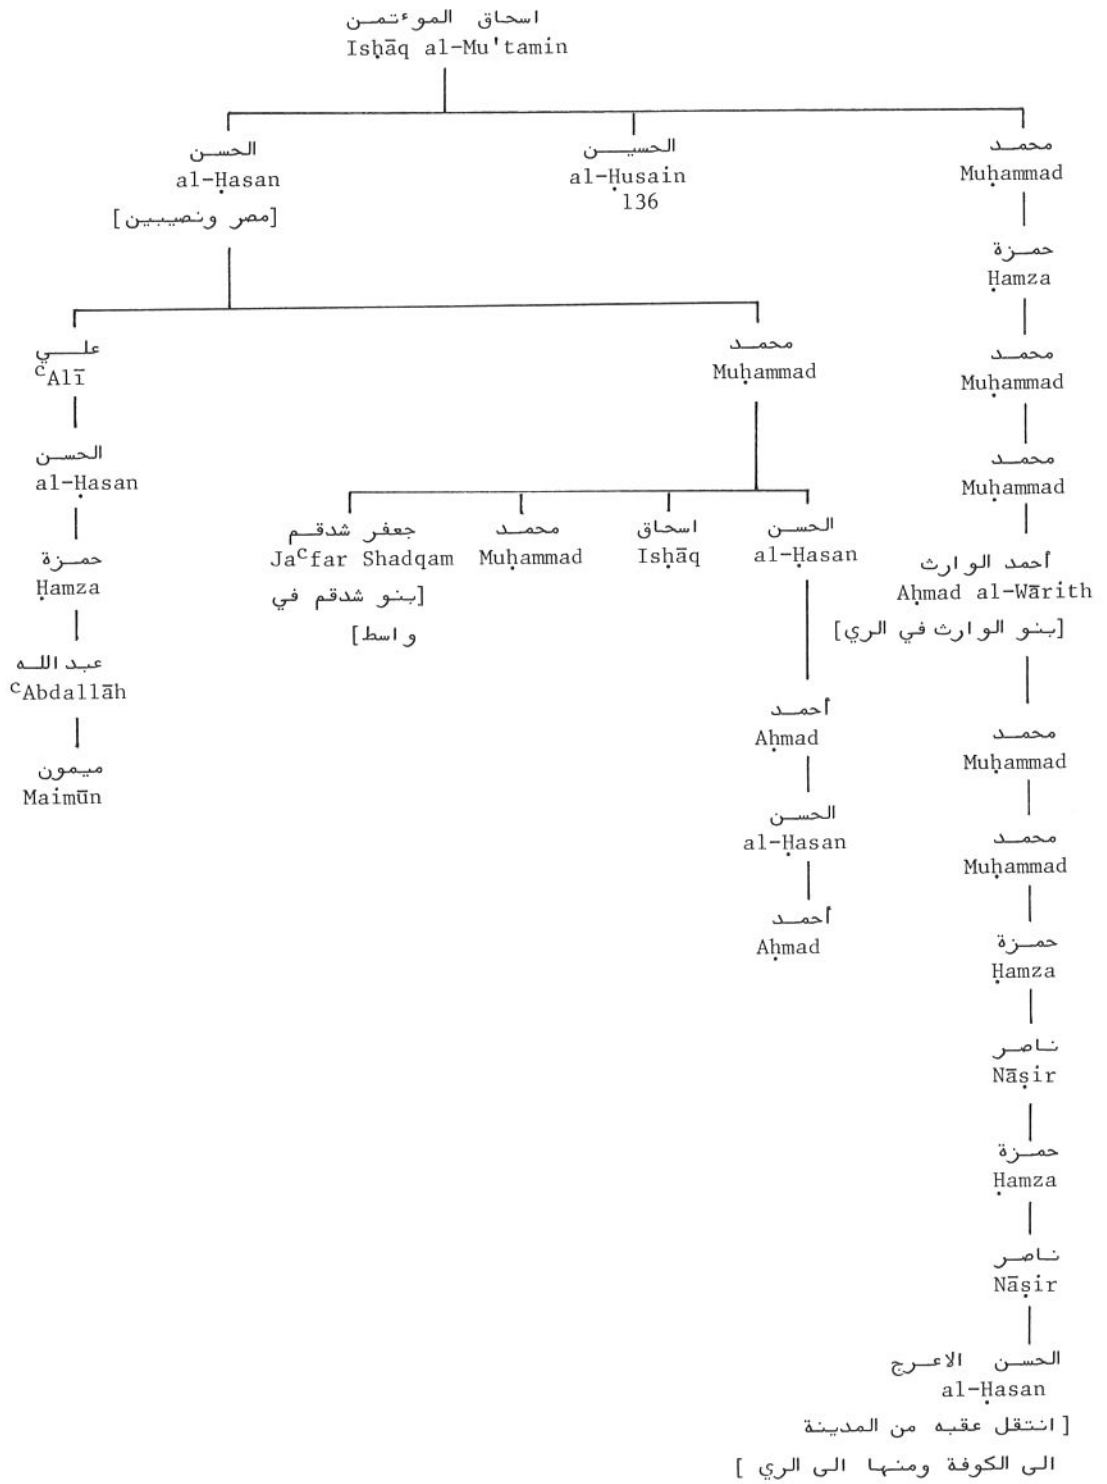 اسحاق الموءتمن
Isḥāq al-Mu'tamin
الحسن
al-Ḥasan
[مصر ونصيبين]
الحسين
al-Ḥusain
136
محمد
Muḥammad
حمزة
Ḥamza
علي
ᶜAlī
محمد
Muḥammad
محمد
Muḥammad
الحسن
al-Ḥasan
محمد
Muḥammad
جعفر شدقم
Jaᶜfar Shadqam
[بنو شدقم في
واسط]
محمد
Muḥammad
اسحاق
Isḥāq
الحسن
al-Ḥasan
حمزة
Ḥamza
أحمد الوارث
Aḥmad al-Wārith
[بنو الوارث في الري]
عبد الله
ᶜAbdallāh
أحمد
Aḥmad
محمد
Muḥammad
ميمون
Maimūn
الحسن
al-Ḥasan
محمد
Muḥammad
أحمد
Aḥmad
حمزة
Ḥamza
ناصر
Nāṣir
حمزة
Ḥamza
ناصر
Nāṣir
الحسن الاعرج
al-Ḥasan
[انتقل عقبه من المدينة
الى الكوفة ومنها الى الري]